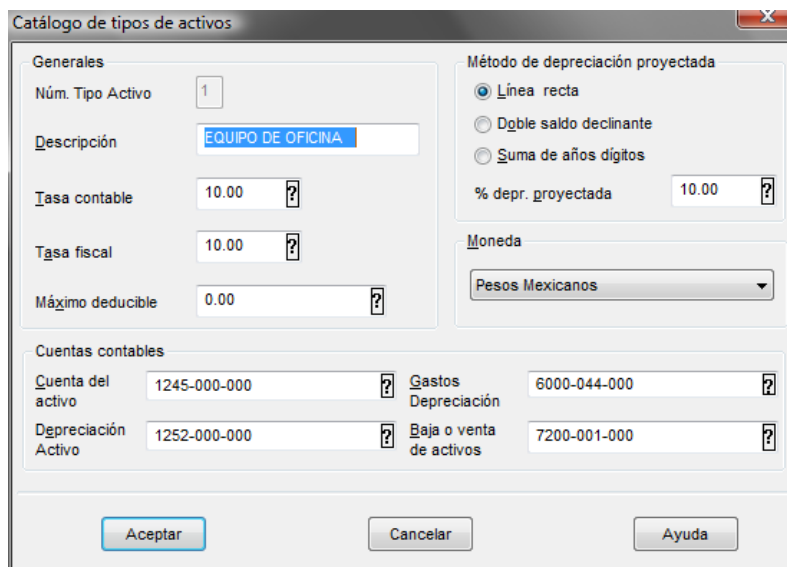 Catálogo de tipos de activos
X
Generales
Núm. Tipo Activo 1
Descripción EQUIPO DE OFICINA
Tasa contable 10.00 ?
Tasa fiscal 10.00 ?
Máximo deducible 0.00 ?
Método de depreciación proyectada
Línea recta
Doble saldo declinante
Suma de años dígitos
% depr. proyectada 10.00 ?
Moneda
Pesos Mexicanos
Cuentas contables
Cuenta del
activo
1245-000-000 ?
Gastos
Depreciación
6000-044-000 ?
Depreciación
Activo
1252-000-000 ?
Baja o venta
de activos
7200-001-000 ?
Aceptar Cancelar Ayuda